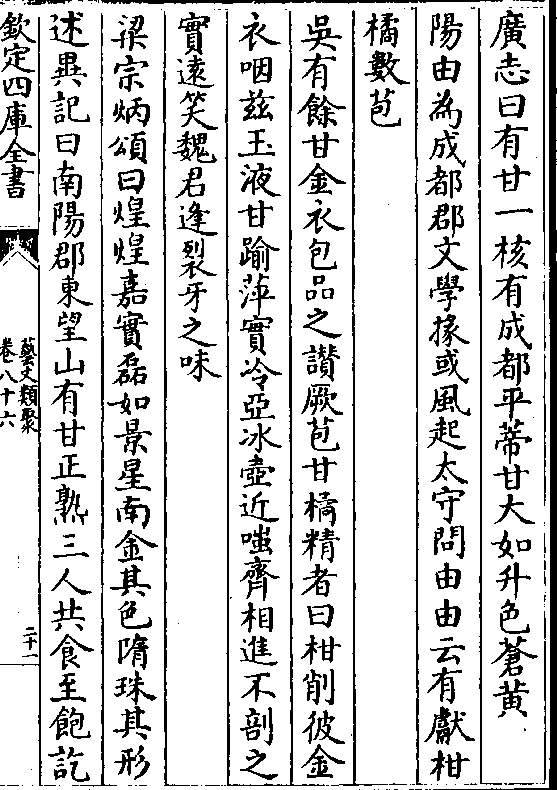 廣志曰有甘一核有成都平蒂甘大如升色蒼黄
陽由為成都郡文學掾或風起太守問由由云有獻柑
橘數苞
吳有餘甘金衣包品之讃厥苞甘橘精者曰柑削彼金
衣咽兹玉液甘踰萍實冷亞冰壺近嗤齊相進不剖之
實遠笑魏君逢裂牙之味
梁宗炳頌曰煌煌嘉實磊如景星南金其色隋珠其形
述異記曰南陽郡東望山有甘正熟三人共食至飽訖
欽定四庫全書
藝文類聚
卷八十六
二十一